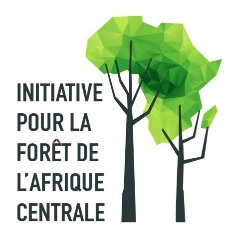 INITIATIVE
POUR LA
FORÊT DE
L'AFRIQUE
CENTRALE